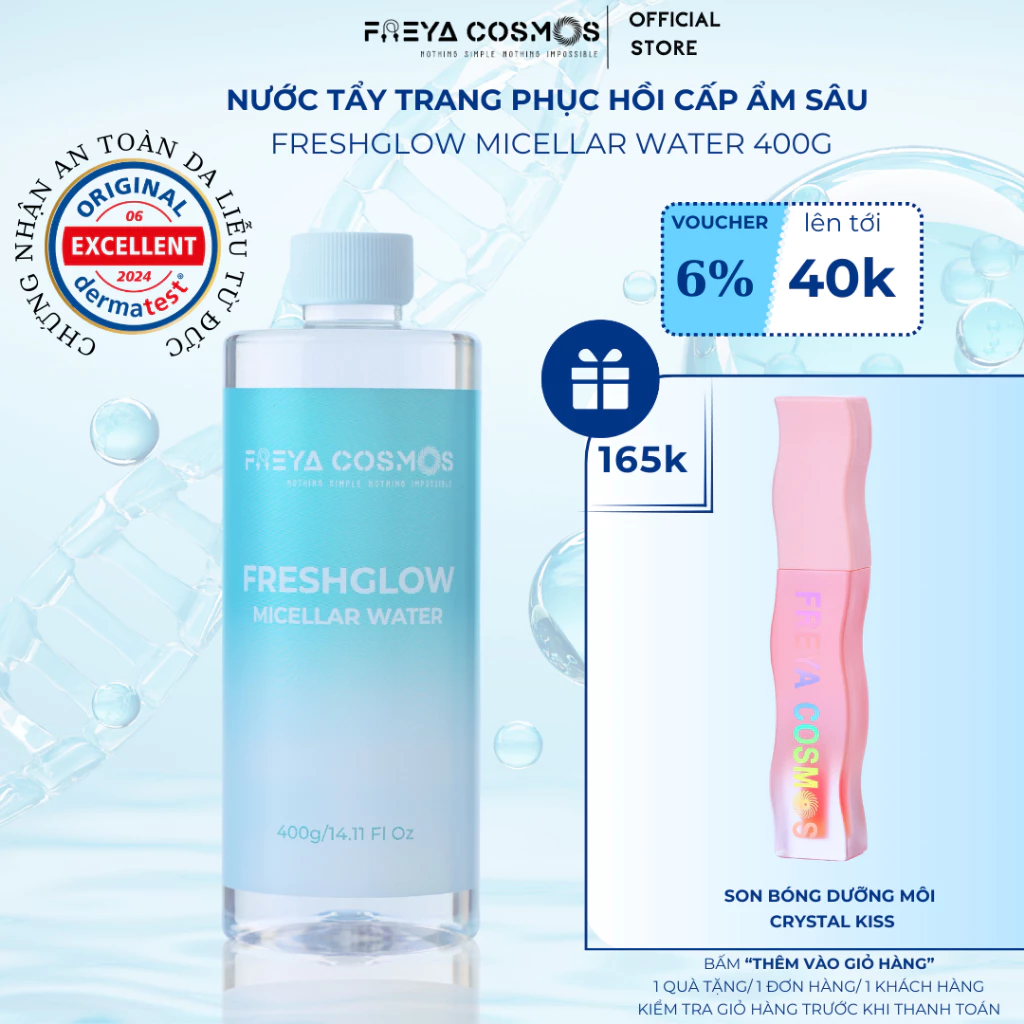 FREYA COSMOS
NOTHING SIMPLE NOTHING IMPOSSIBLE
OFFICIAL
STORE
NƯỚC TẨY TRANG PHỤC HỒI CẤP ẨM SÂU
FRESHGLOW MICELLAR WATER 400G
CHỨNG NHẬN AN TOÀN DA LIỄU TỪ ĐỨC
ORIGINAL
06
EXCELLENT
2024
dermatest®
VOUCHER
6%
lên tới
40k
165k
FREYA COSMOS
NOTHING SIMPLE NOTHING IMPOSSIBLE
FRESHGLOW
MICELLAR WATER
400g/14.11 Fl Oz
FREYA COSMOS
SON BÓNG DƯỠNG MÔI
CRYSTAL KISS
BẤM “THÊM VÀO GIỎ HÀNG”
1 QUÀ TẶNG/ 1 ĐƠN HÀNG/ 1 KHÁCH HÀNG
KIỂM TRA GIỎ HÀNG TRƯỚC KHI THANH TOÁN